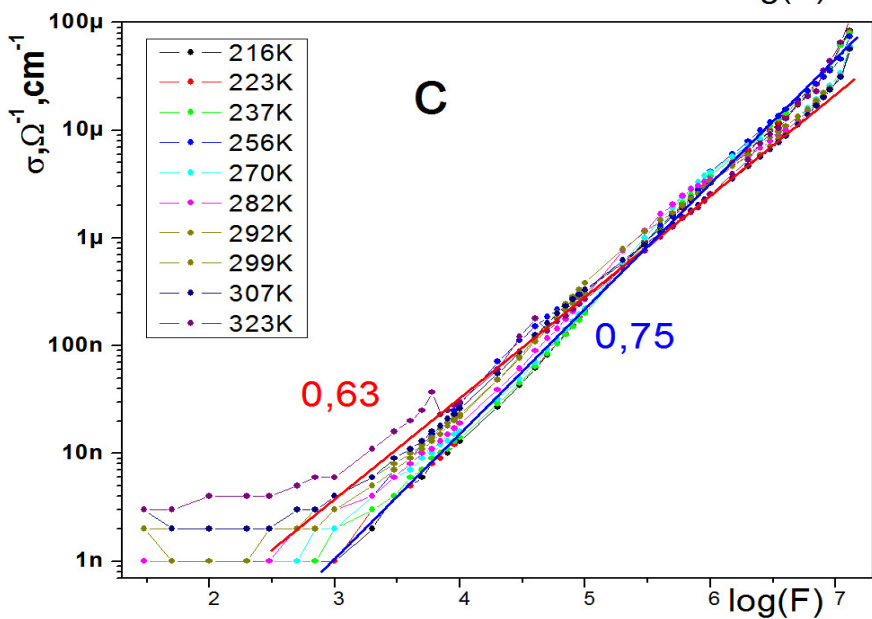 log(F)
100µ
σ,Ω⁻¹,cm⁻¹
10µ
1µ
100n
10n
1n
216K
223K
237K
256K
270K
282K
292K
299K
307K
323K
C
0,63
0,75
2 3 4 5 6 7
log(F)